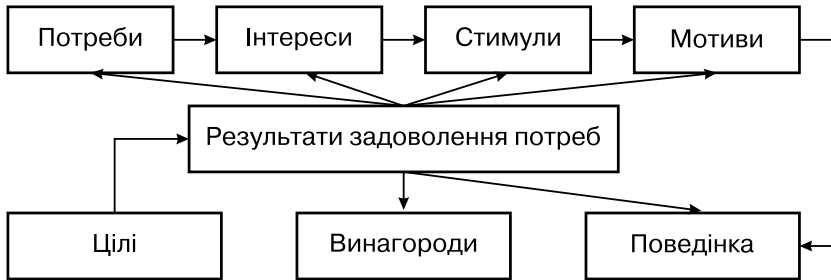 Потреби
Інтереси
Стимули
Мотиви
Результати задоволення потреб
Цілі
Винагороди
Поведінка